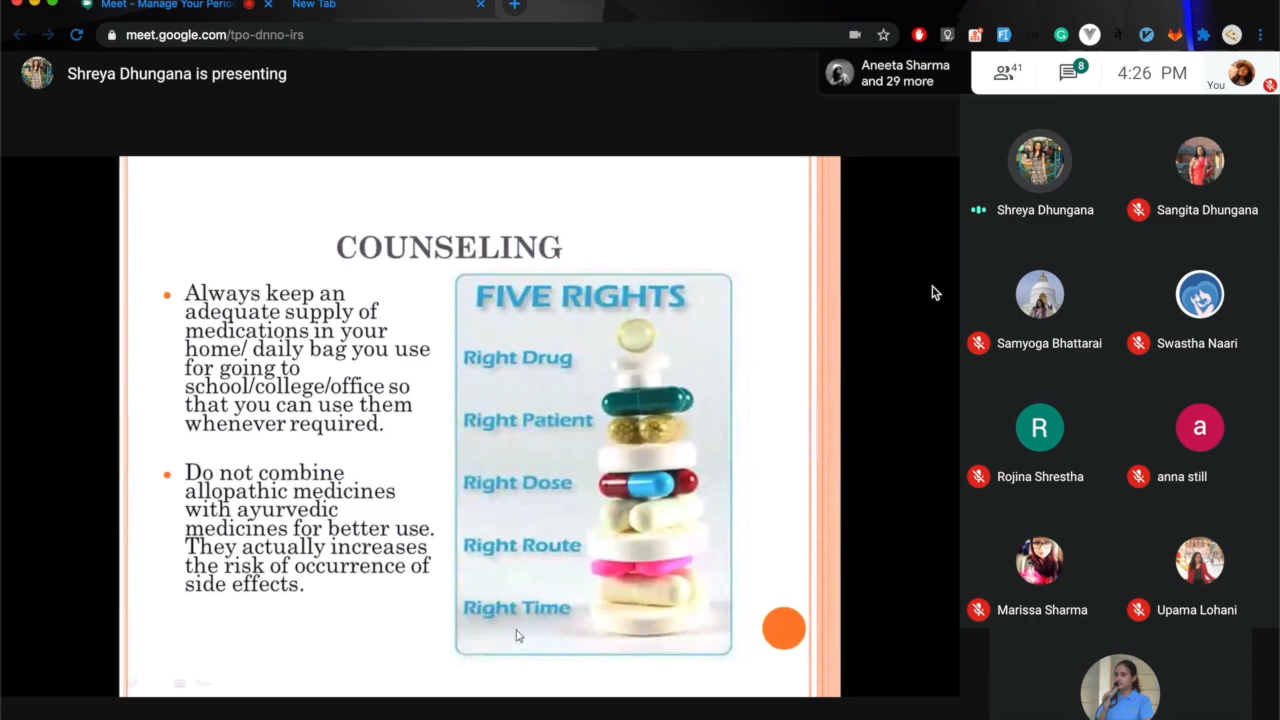 Meet - Manage Your Perio
New Tab
meet.google.com/tpo-dnno-irs
Shreya Dhungana is presenting
Aneeta Sharma
and 29 more
41
8
4:26 PM
You
COUNSELING
Always keep an
adequate supply of
medications in your
home/ daily bag you use
for going to
school/college/office so
that you can use them
whenever required.
Do not combine
allopathic medicines
with ayurvedic
medicines for better use.
They actually increases
the risk of occurrence of
side effects.
FIVE RIGHTS
Right Drug
Right Patient
Right Dose
Right Route
Right Time
Shreya Dhungana
Sangita Dhungana
Samyoga Bhattarai
Swastha Naari
R
a
Rojina Shrestha
anna still
Marissa Sharma
Upama Lohani